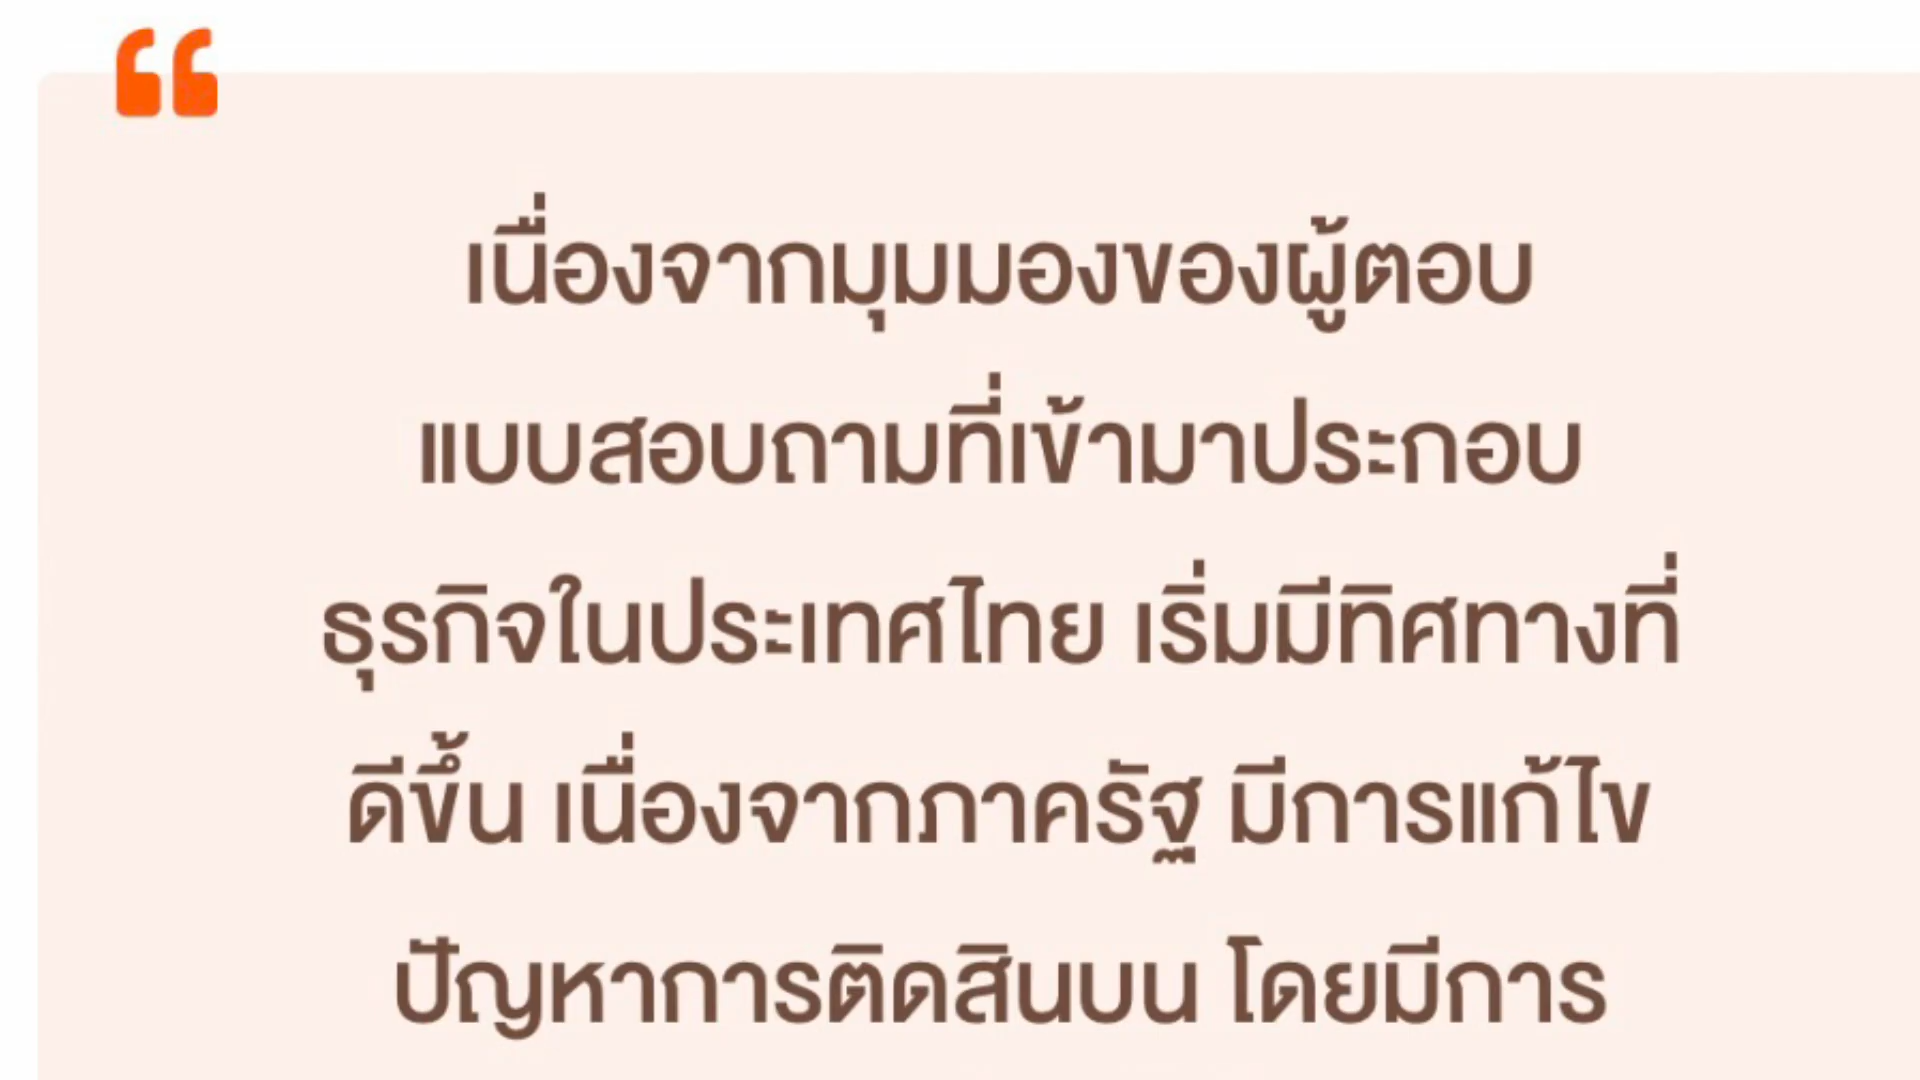 “
เนื่องจากมุมมองของผู้ตอบ
แบบสอบถามที่เข้ามาประกอบ
ธุรกิจในประเทศไทย เริ่มมีทิศทางที่
ดีขึ้น เนื่องจากภาครัฐ มีการแก้ไข
ปัญหาการติดสินบน โดยมีการ